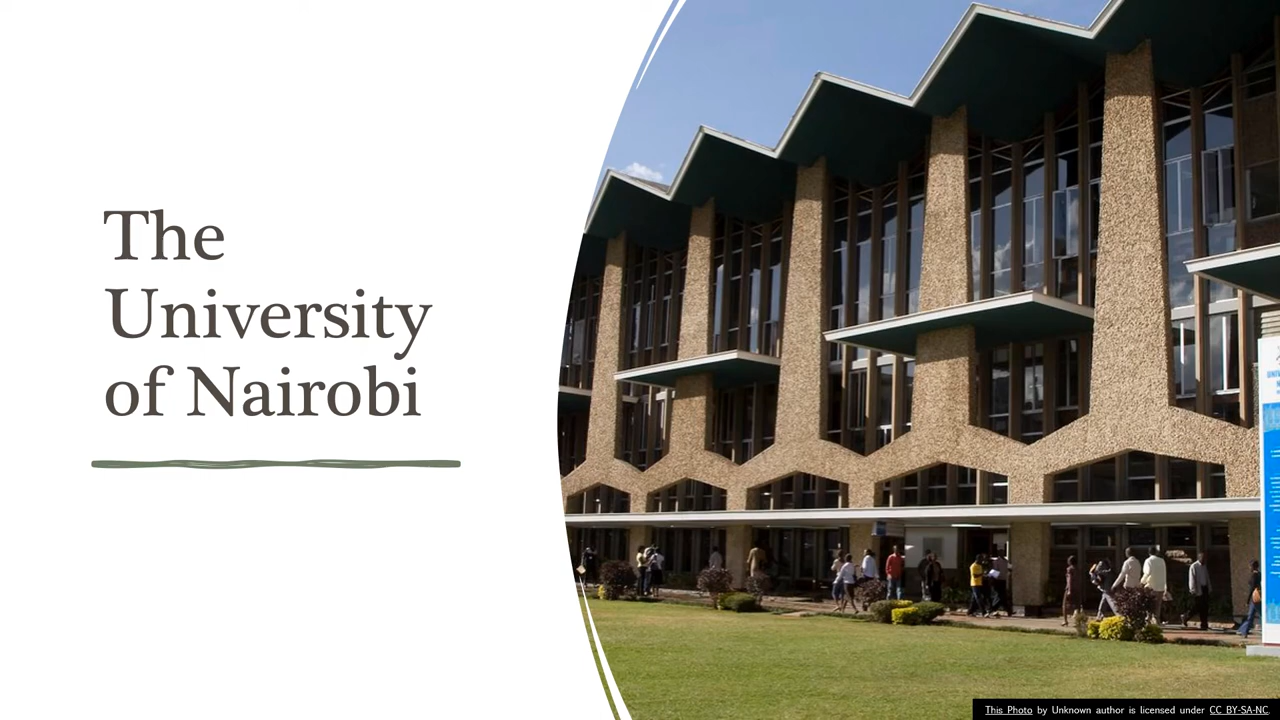 The
University
of Nairobi
This Photo by Unknown author is licensed under CC BY-SA-NC.